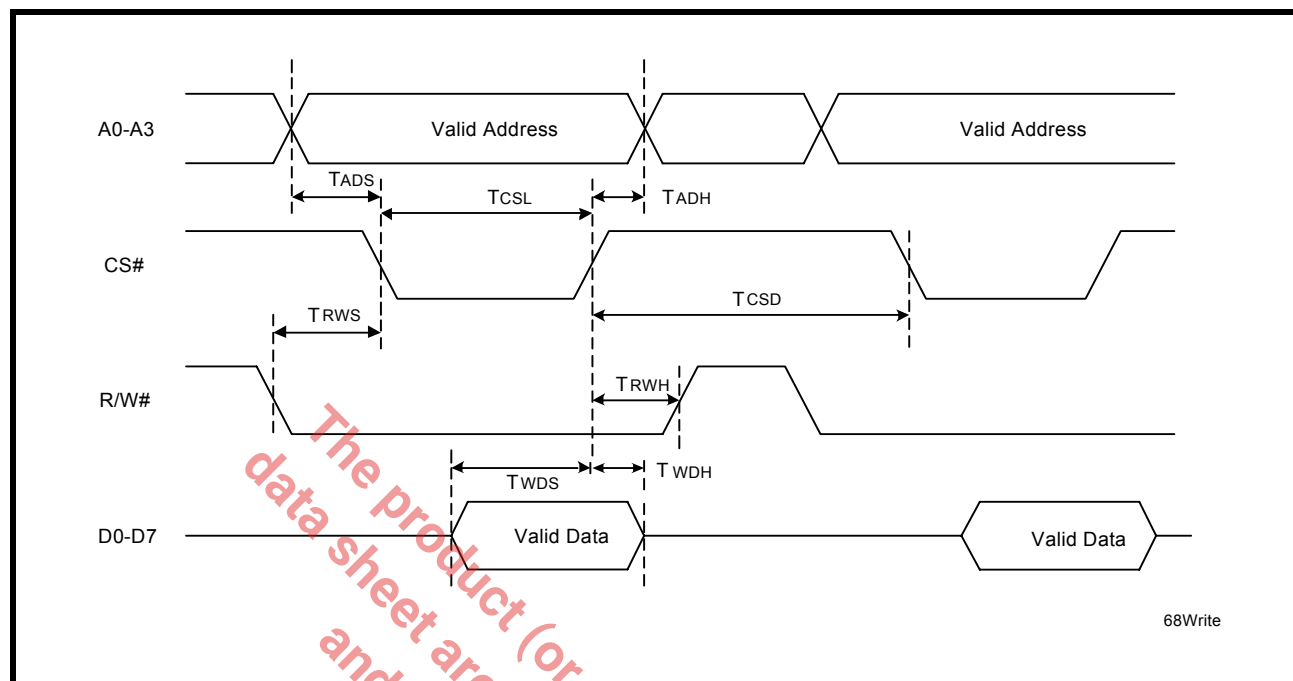 A0-A3
Valid Address
Valid Address
TADS
TCSL
TADH
CS#
TCSD
TRWS
R/W#
TRWH
TWDS
TWDH
D0-D7
Valid Data
Valid Data
68Write
The product (or
data sheet are
and